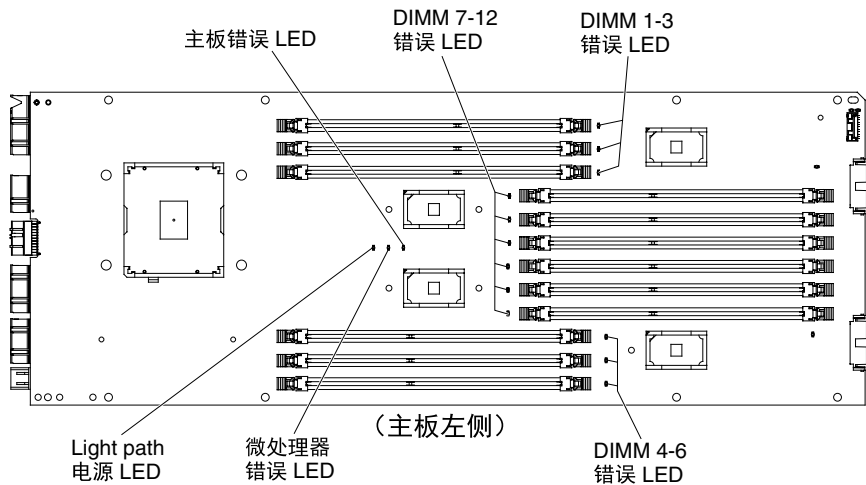 DIMM 7-12
错误 LED
DIMM 1-3
错误 LED
主板错误 LED
（主板左侧）
Light path
电源 LED
微处理器
错误 LED
DIMM 4-6
错误 LED